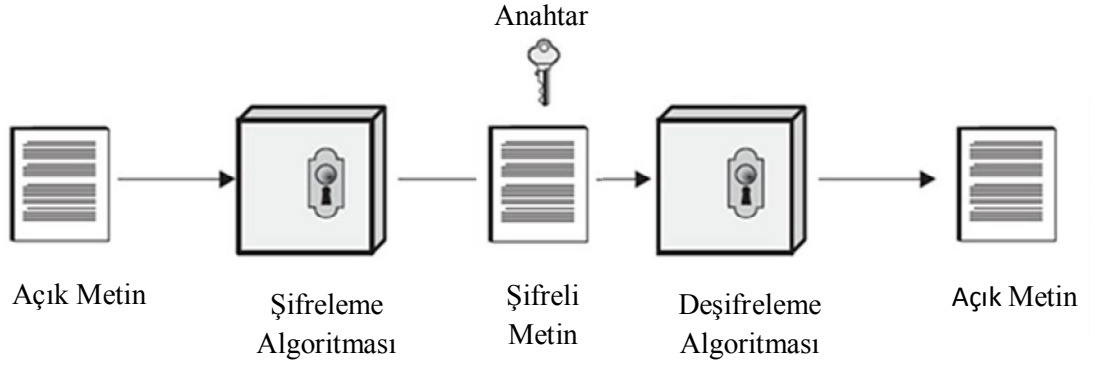 Anahtar
Açık Metin
Şifreleme
Algoritması
Şifreli
Metin
Deşifreleme
Algoritması
Açık Metin